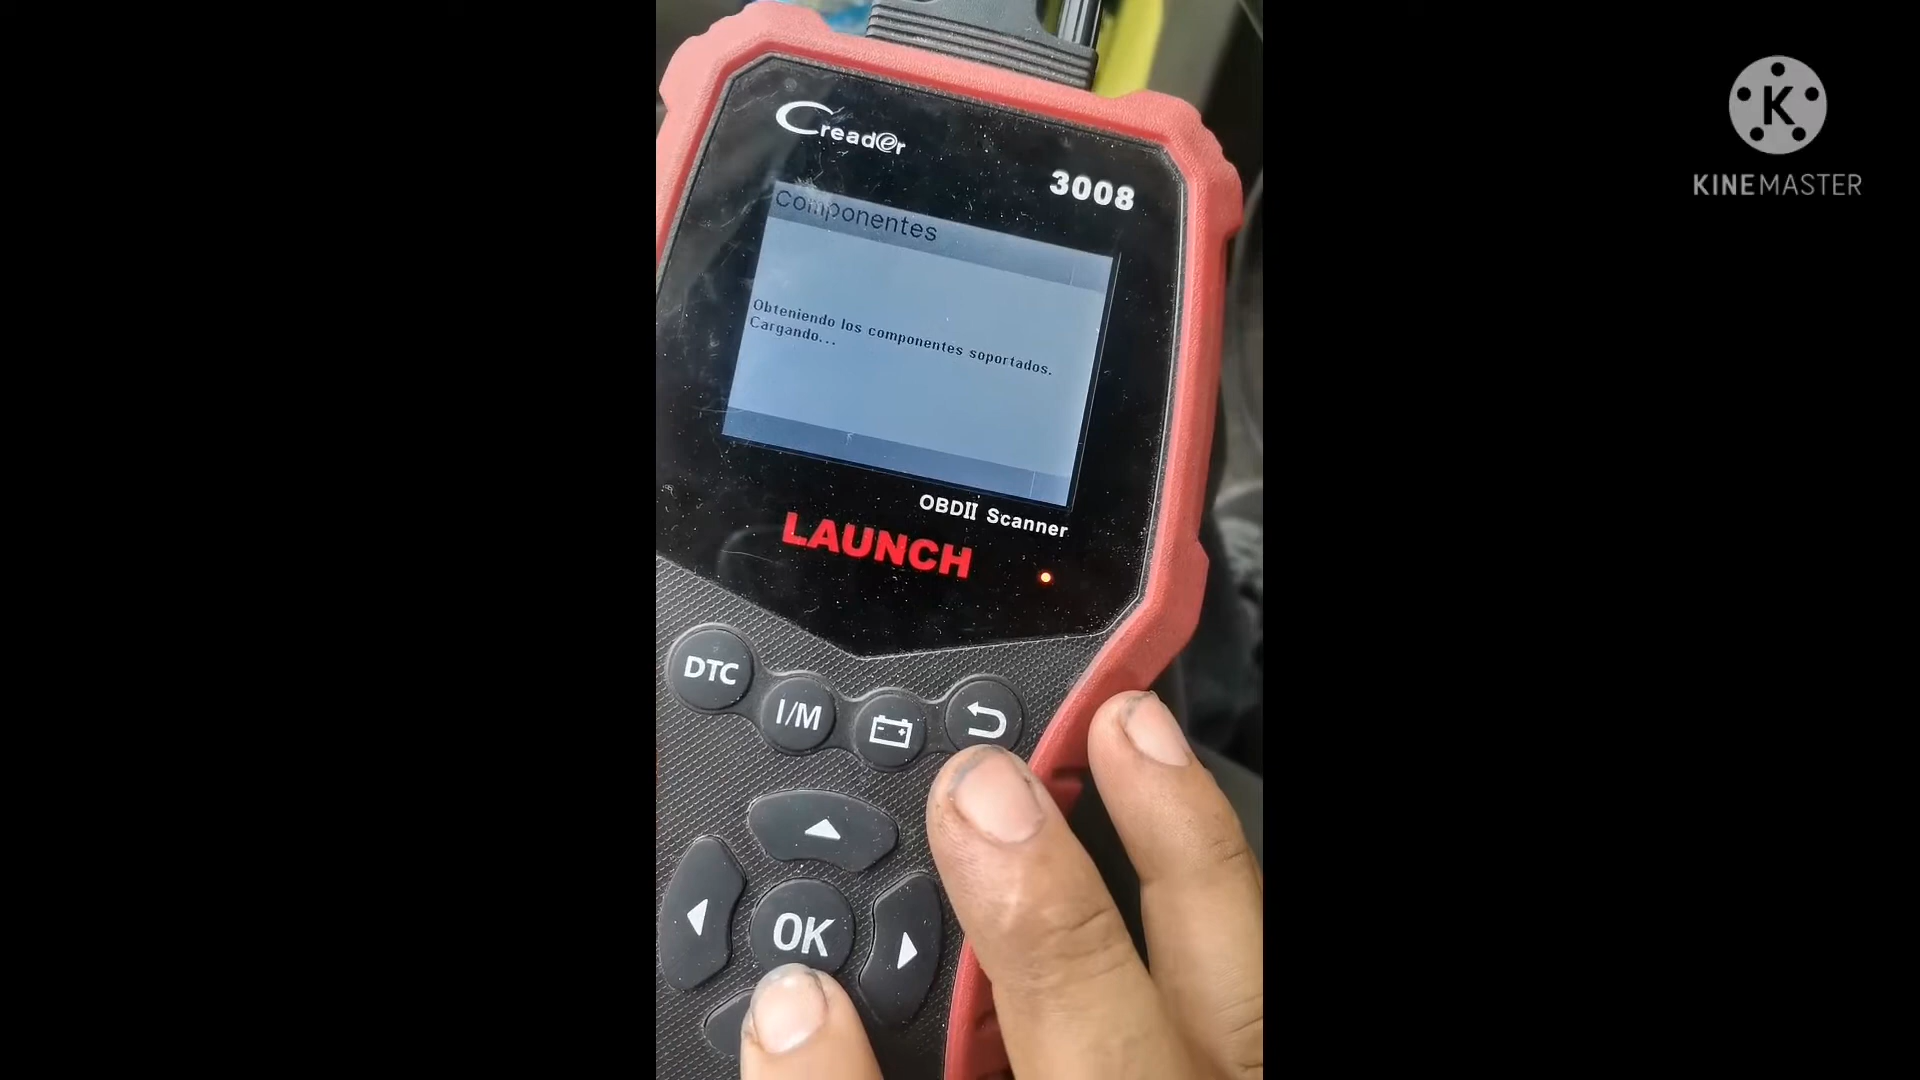 Creader
3008
Componentes
Obteniendo los componentes soportados.
Cargando...
OBDII Scanner
LAUNCH
DTC
I/M
OK
K
KINEMASTER